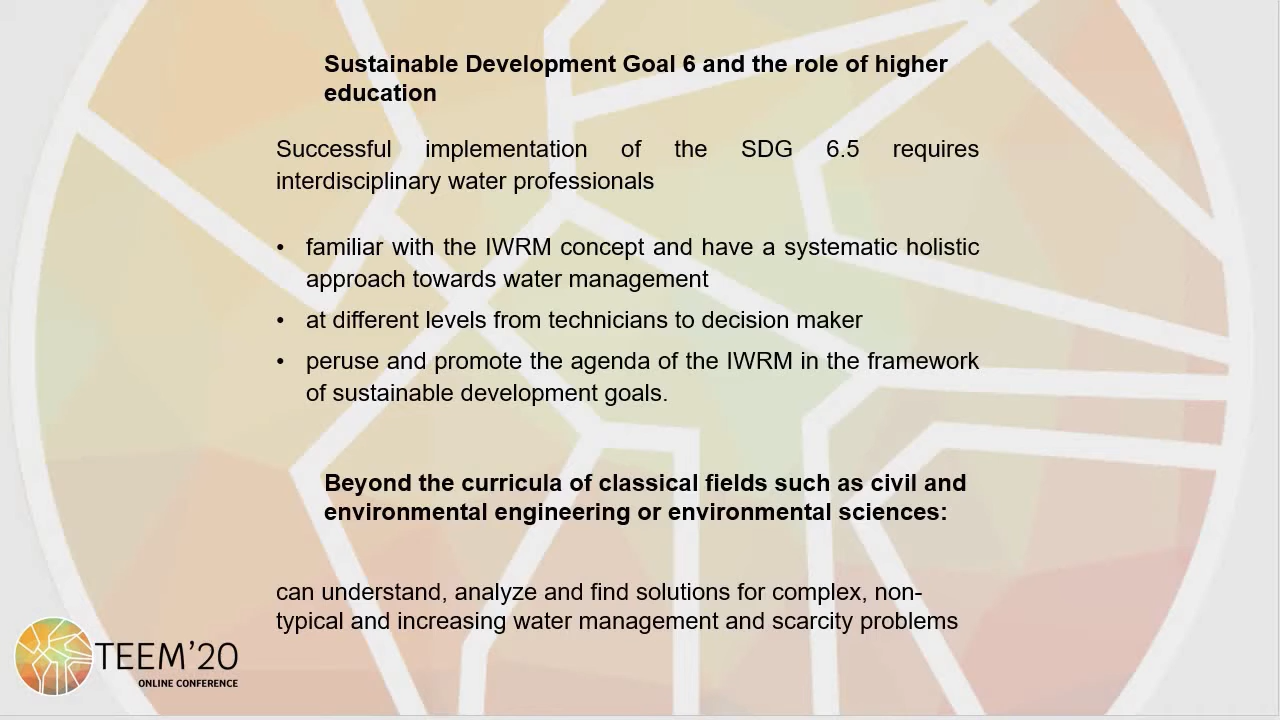 Sustainable Development Goal 6 and the role of higher
education
Successful implementation of the SDG 6.5 requires
interdisciplinary water professionals
• familiar with the IWRM concept and have a systematic holistic
approach towards water management
• at different levels from technicians to decision maker
• peruse and promote the agenda of the IWRM in the framework
of sustainable development goals.
Beyond the curricula of classical fields such as civil and
environmental engineering or environmental sciences:
can understand, analyze and find solutions for complex, non-
typical and increasing water management and scarcity problems
TEEM’20
ONLINE CONFERENCE